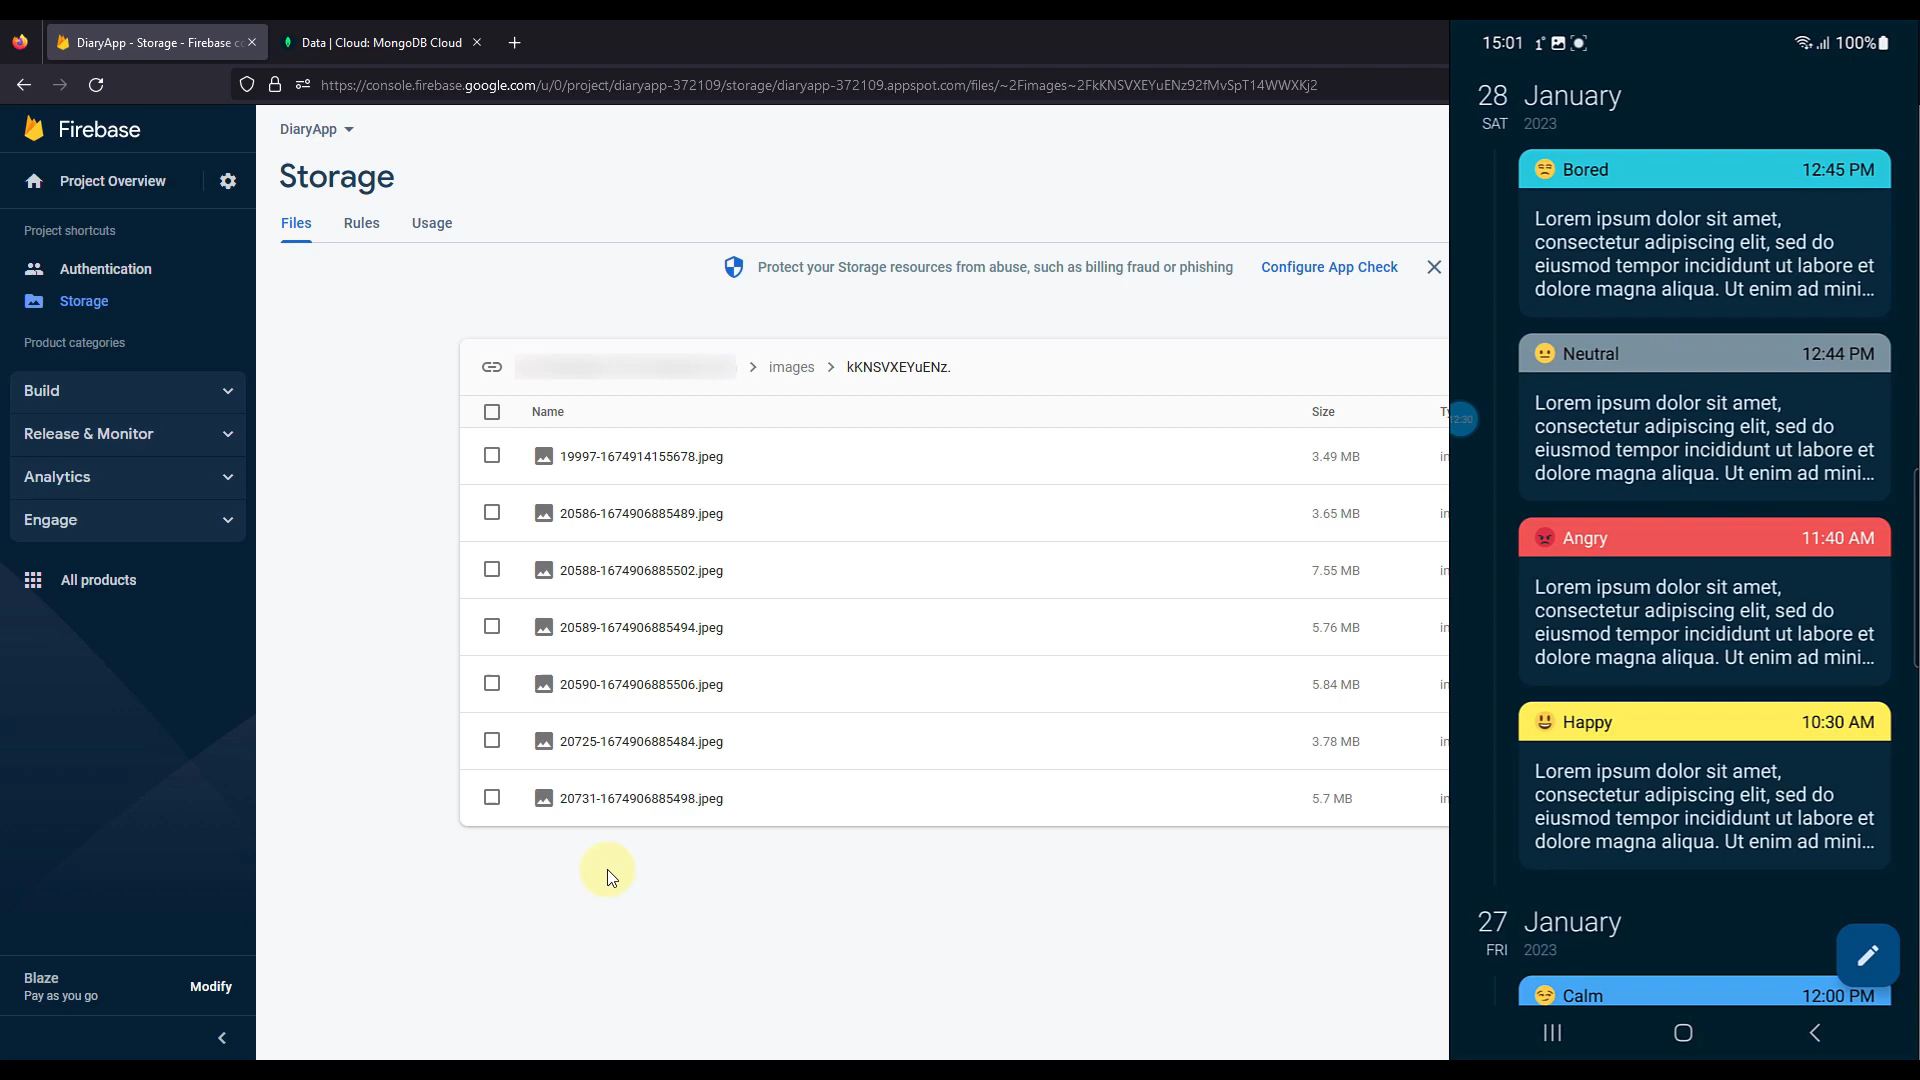 DiaryApp - Storage - Firebase co
Data | Cloud: MongoDB Cloud
https://console.firebase.google.com/u/0/project/diaryapp-372109/storage/diaryapp-372109.appspot.com/files/~2Fimages~2FkKNSVXEYuENz92fMvSpT14WWXKj2
Firebase
Project Overview
Project shortcuts
Authentication
Storage
Product categories
Build
Release & Monitor
Analytics
Engage
All products
Blaze
Pay as you go
Modify
DiaryApp
Storage
Files
Rules
Usage
Protect your Storage resources from abuse, such as billing fraud or phishing
Configure App Check
images
kKNSVXEYuENz.
Name
Size
Ty
19997-1674914155678.jpeg
3.49 MB
in
20586-1674906885489.jpeg
3.65 MB
in
20588-1674906885502.jpeg
7.55 MB
in
20589-1674906885494.jpeg
5.76 MB
in
20590-1674906885506.jpeg
5.84 MB
in
20725-1674906885484.jpeg
3.78 MB
in
20731-1674906885498.jpeg
5.7 MB
in
15:01
100%
28 January
SAT 2023
Bored 12:45 PM
Lorem ipsum dolor sit amet,
consectetur adipiscing elit, sed do
eiusmod tempor incididunt ut labore et
dolore magna aliqua. Ut enim ad mini...
Neutral 12:44 PM
Lorem ipsum dolor sit amet,
consectetur adipiscing elit, sed do
eiusmod tempor incididunt ut labore et
dolore magna aliqua. Ut enim ad mini...
Angry 11:40 AM
Lorem ipsum dolor sit amet,
consectetur adipiscing elit, sed do
eiusmod tempor incididunt ut labore et
dolore magna aliqua. Ut enim ad mini...
Happy 10:30 AM
Lorem ipsum dolor sit amet,
consectetur adipiscing elit, sed do
eiusmod tempor incididunt ut labore et
dolore magna aliqua. Ut enim ad mini...
27 January
FRI 2023
Calm 12:00 PM